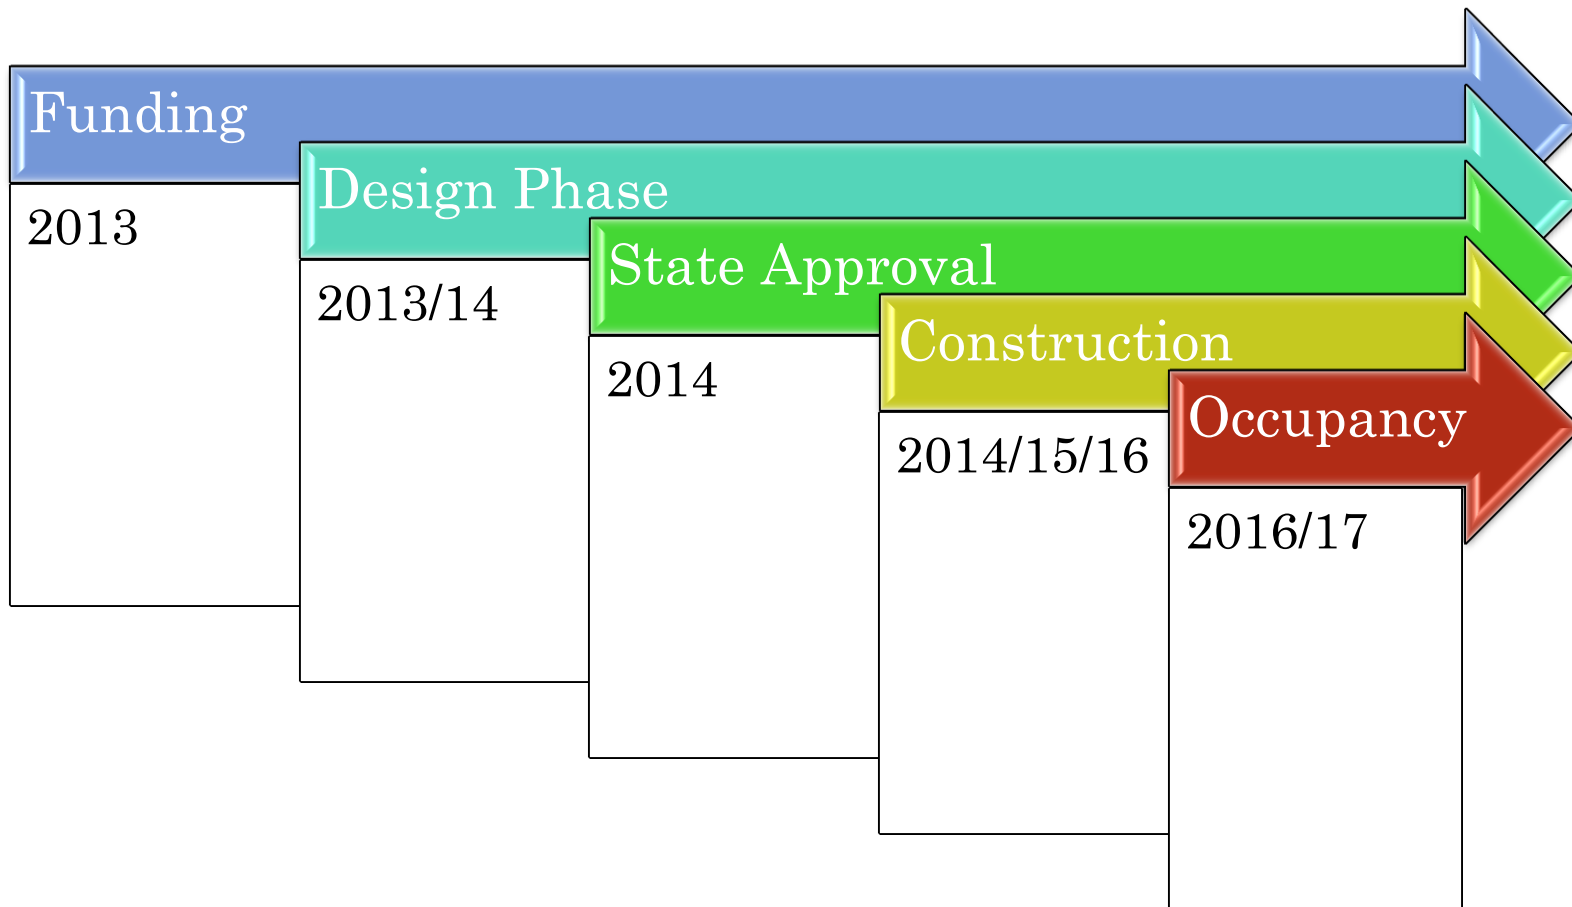 Funding
2013
Design Phase
2013/14
State Approval
2014
Construction
2014/15/16
Occupancy
2016/17